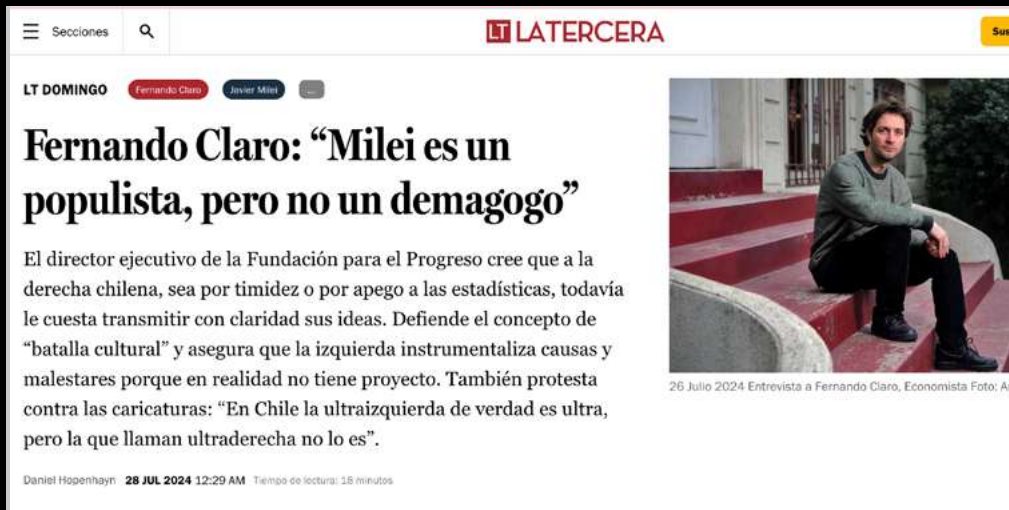 Secciones
LT LATERCERA
Sus
LT DOMINGO
Fernando Claro
Javier Milei
...
Fernando Claro: “Milei es un
populista, pero no un demagogo”
El director ejecutivo de la Fundación para el Progreso cree que a la
derecha chilena, sea por timidez o por apego a las estadísticas, todavía
le cuesta transmitir con claridad sus ideas. Defiende el concepto de
“batalla cultural” y asegura que la izquierda instrumentaliza causas y
malestares porque en realidad no tiene proyecto. También protesta
contra las caricaturas: “En Chile la ultraizquierda de verdad es ultra,
pero la que llaman ultraderecha no lo es”.
26 Julio 2024 Entrevista a Fernando Claro, Economista Foto:
Daniel Hopenhayn 28 JUL 2024 12:29 AM Tiempo de lectura: 18 minutos